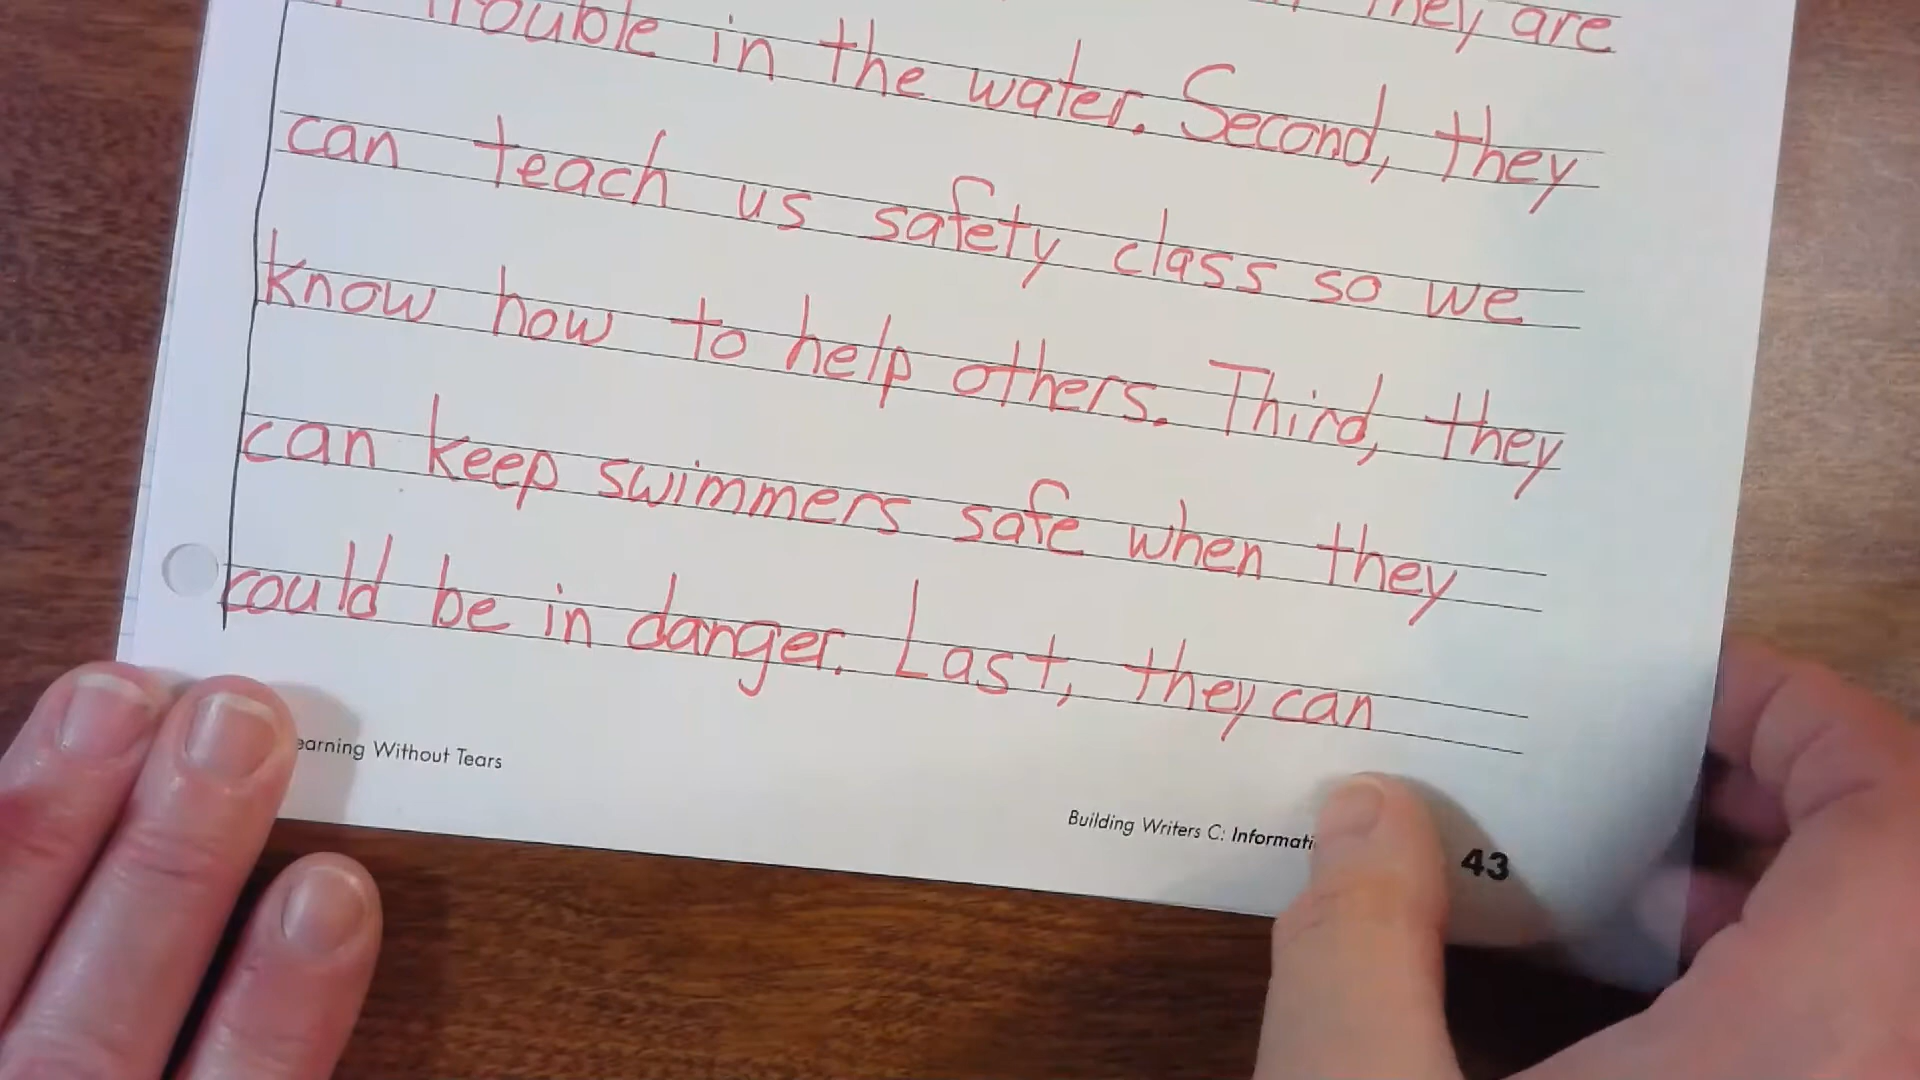 they are
trouble in the water. Second, they
can teach us safety class so we
know how to help others. Third, they
can keep swimmers safe when they
could be in danger. Last, they can
earning Without Tears
Building Writers C: Informati
43